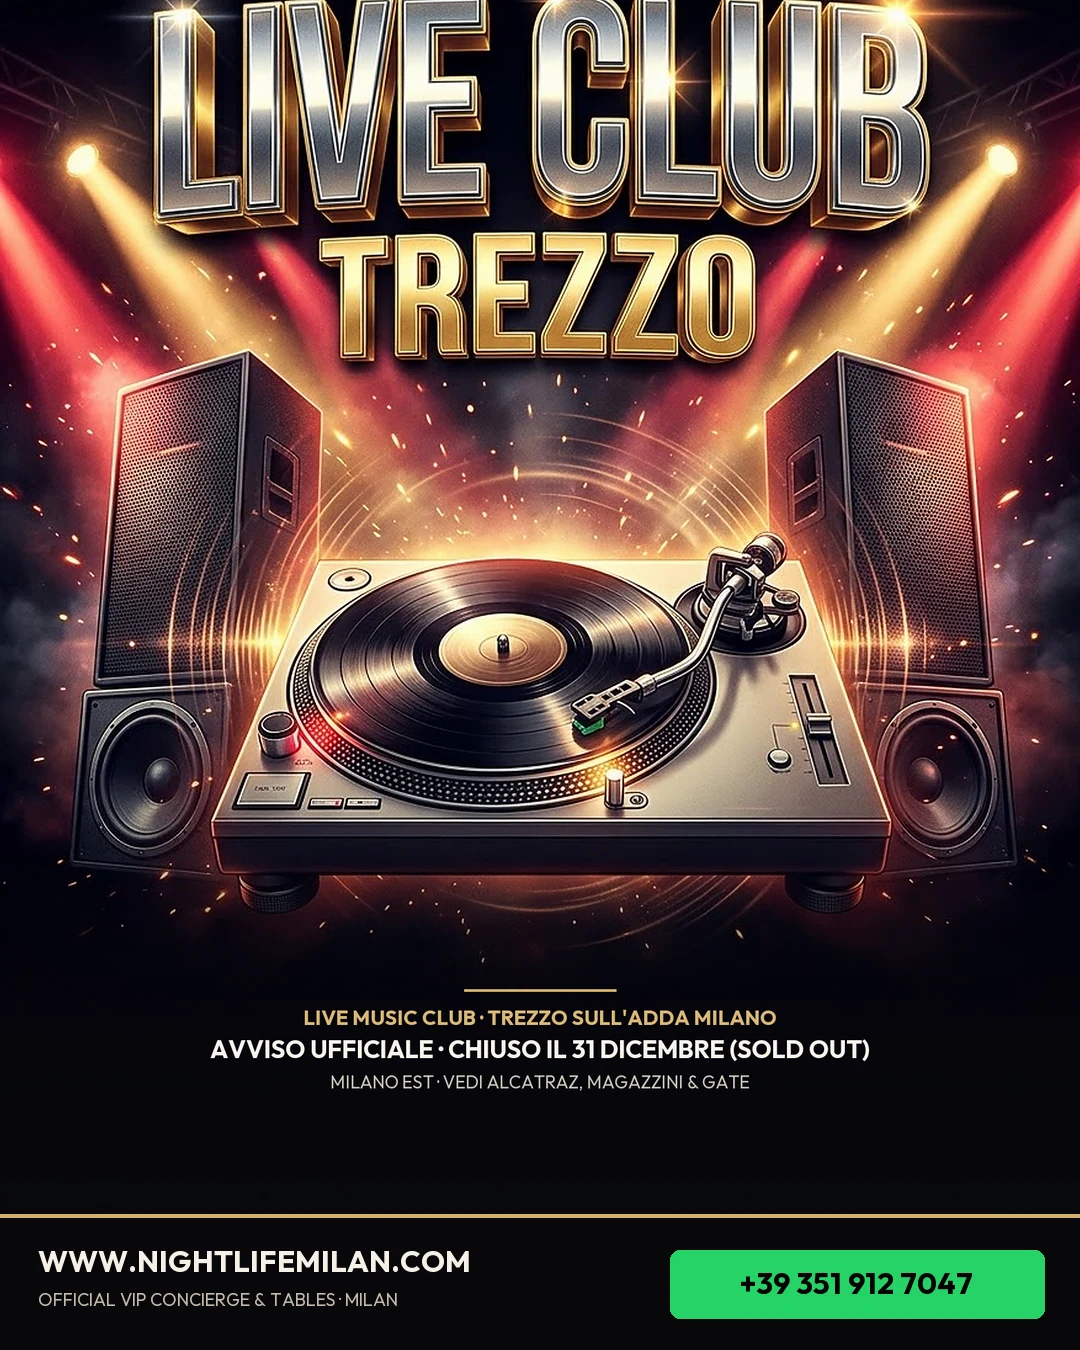 LIVE CLUB
TREZZO
LIVE MUSIC CLUB · TREZZO SULL'ADDA MILANO
AVVISO UFFICIALE · CHIUSO IL 31 DICEMBRE (SOLD OUT)
MILANO EST · VEDI ALCATRAZ, MAGAZZINI & GATE
WWW.NIGHTLIFEMILAN.COM
OFFICIAL VIP CONCIERGE & TABLES · MILAN
+39 351 912 7047